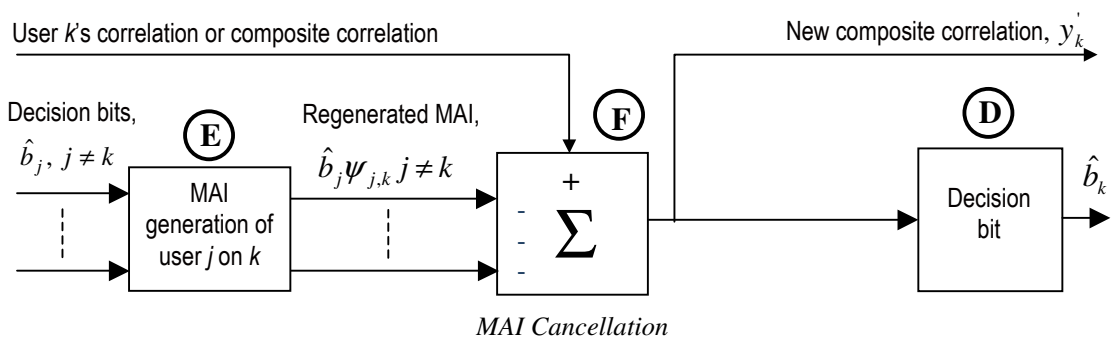 User k's correlation or composite correlation
New composite correlation, y'_k
Decision bits,
b̂_j, j ≠ k
E
Regenerated MAI,
b̂_j ψ_{j,k} j ≠ k
F
D
MAI
generation of
user j on k
+
-
-
-
Σ
Decision
bit
b̂_k
MAI Cancellation